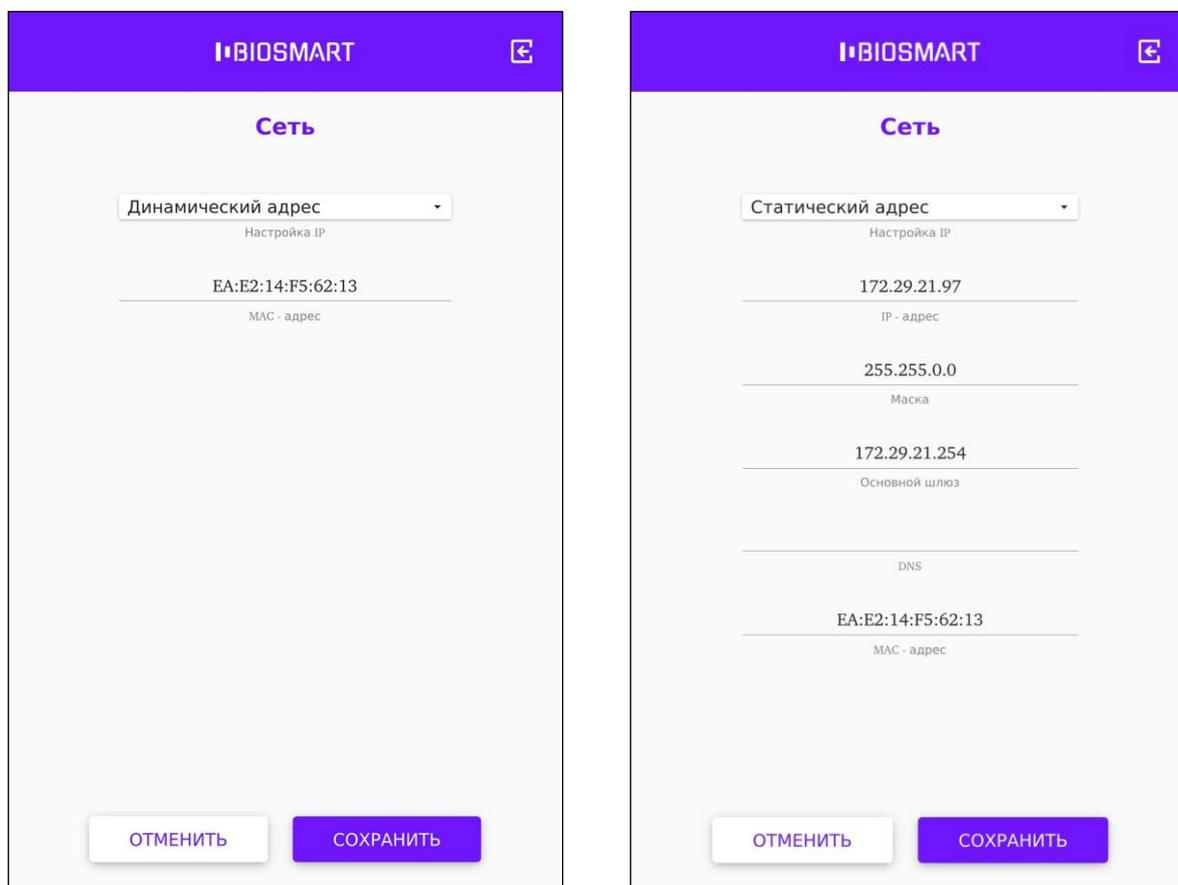 BIOSMART
Сеть
Динамический адрес
Настройка IP
EA:E2:14:F5:62:13
MAC - адрес
ОТМЕНИТЬ
СОХРАНИТЬ
BIOSMART
Сеть
Статический адрес
Настройка IP
172.29.21.97
IP - адрес
255.255.0.0
Маска
172.29.21.254
Основной шлюз
DNS
EA:E2:14:F5:62:13
MAC - адрес
ОТМЕНИТЬ
СОХРАНИТЬ